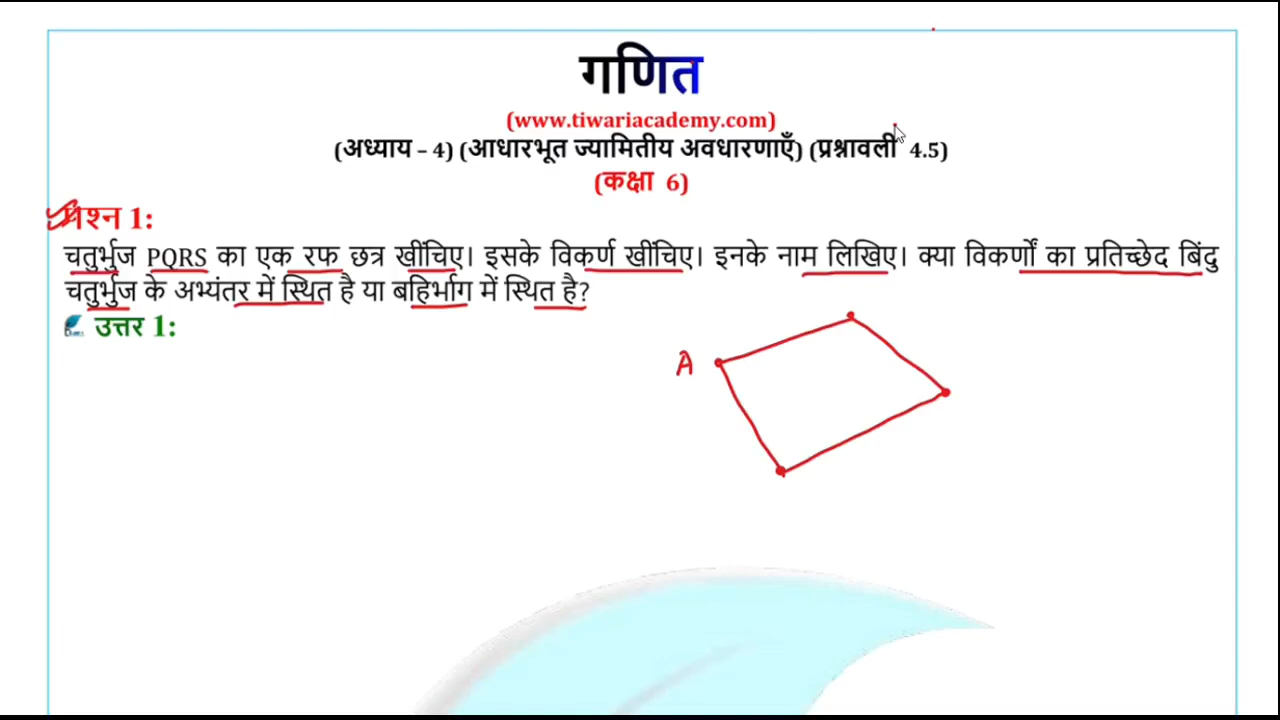 गणित
(www.tiwariacademy.com)
(अध्याय – 4) (आधारभूत ज्यामितीय अवधारणाएँ) (प्रश्नावली 4.5)
(कक्षा 6)
प्रश्न 1:
चतुर्भुज PQRS का एक रफ छत्र खींचिए। इसके विकर्ण खींचिए। इनके नाम लिखिए। क्या विकर्णों का प्रतिच्छेद बिंदु
चतुर्भुज के अभ्यंतर में स्थित है या बहिर्भाग में स्थित है?
उत्तर 1:
A